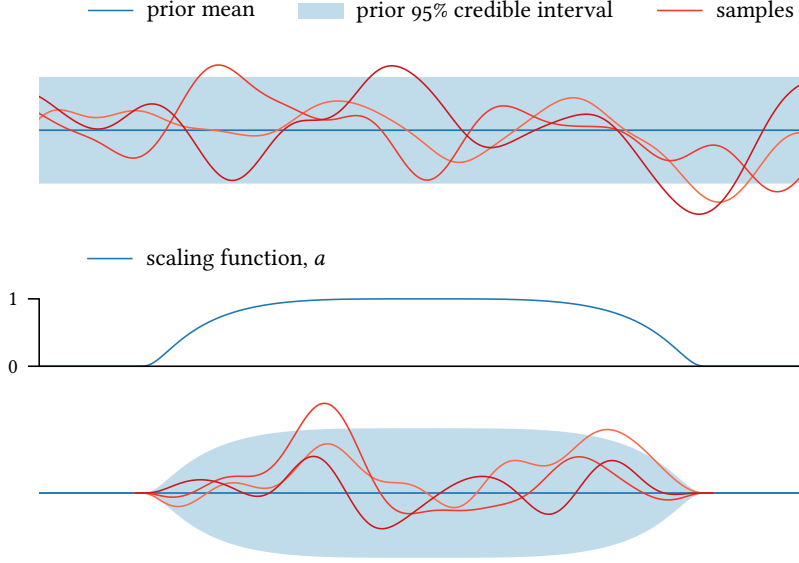 prior mean prior 95% credible interval samples
scaling function, a
1
0